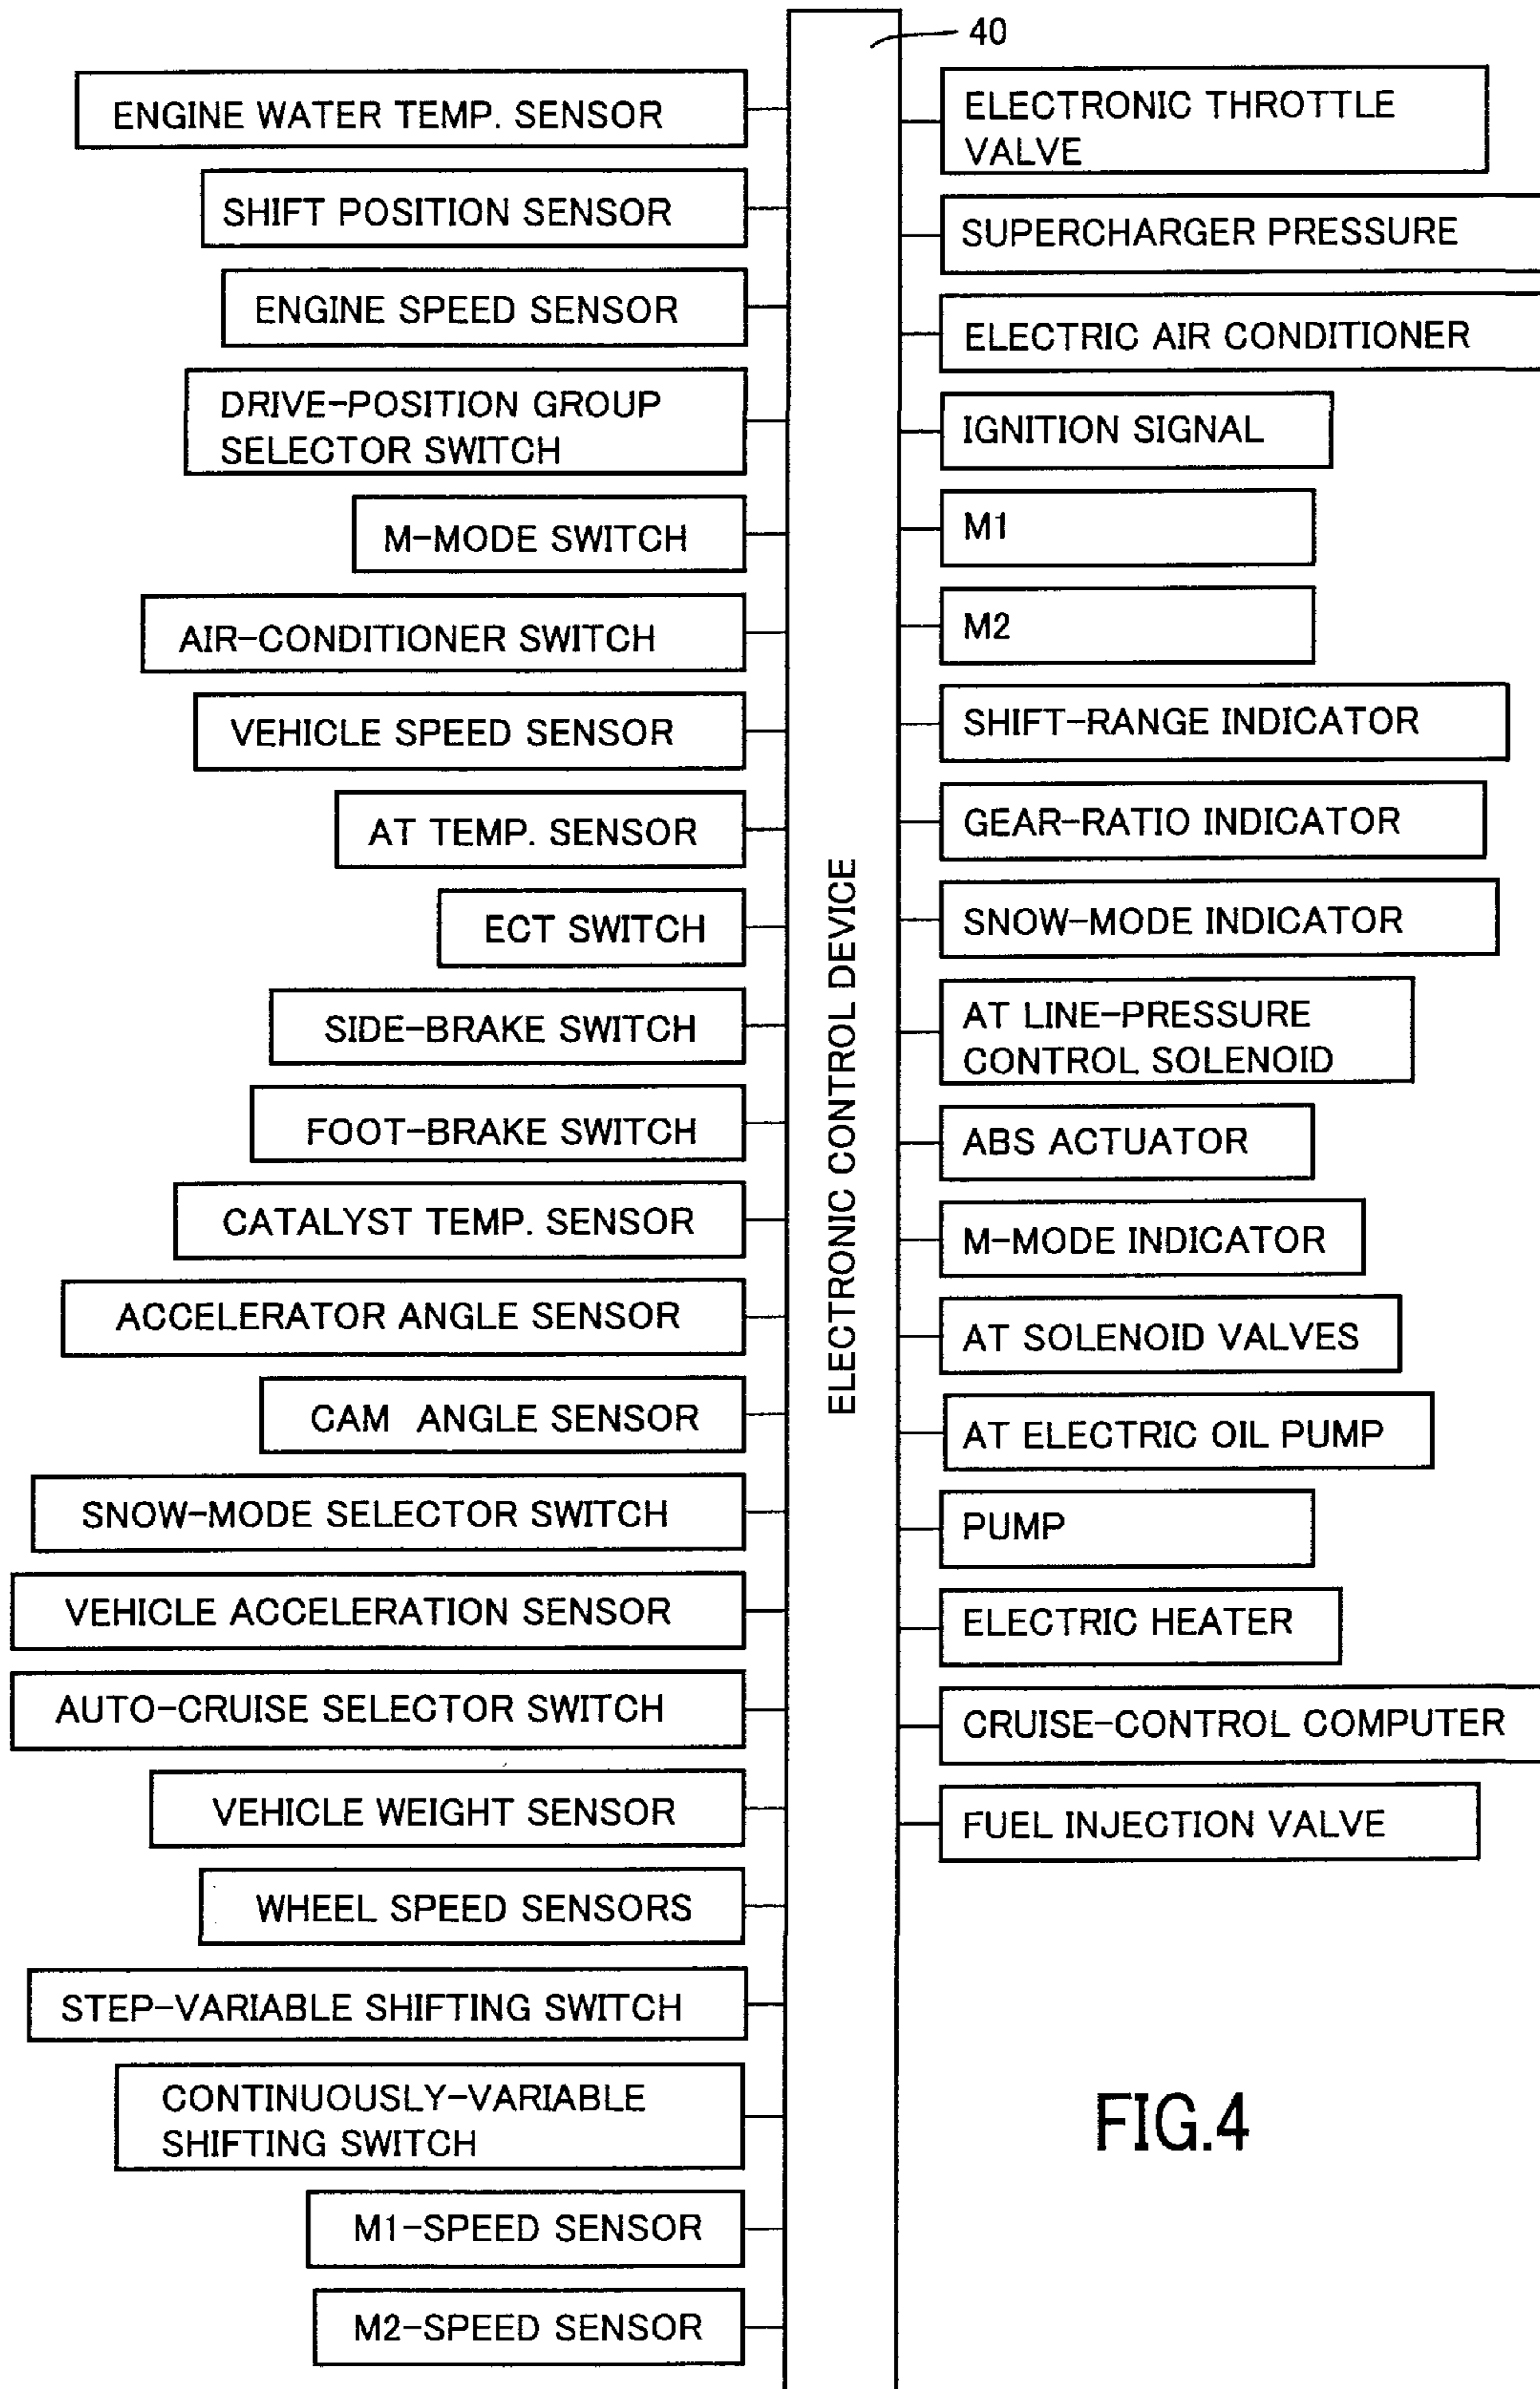 40
ENGINE WATER TEMP. SENSOR
SHIFT POSITION SENSOR
ENGINE SPEED SENSOR
DRIVE-POSITION GROUP
SELECTOR SWITCH
M-MODE SWITCH
AIR-CONDITIONER SWITCH
VEHICLE SPEED SENSOR
AT TEMP. SENSOR
ECT SWITCH
SIDE-BRAKE SWITCH
FOOT-BRAKE SWITCH
CATALYST TEMP. SENSOR
ACCELERATOR ANGLE SENSOR
CAM ANGLE SENSOR
SNOW-MODE SELECTOR SWITCH
VEHICLE ACCELERATION SENSOR
AUTO-CRUISE SELECTOR SWITCH
VEHICLE WEIGHT SENSOR
WHEEL SPEED SENSORS
STEP-VARIABLE SHIFTING SWITCH
CONTINUOUSLY-VARIABLE
SHIFTING SWITCH
M1-SPEED SENSOR
M2-SPEED SENSOR
ELECTRONIC CONTROL DEVICE
ELECTRONIC THROTTLE
VALVE
SUPERCHARGER PRESSURE
ELECTRIC AIR CONDITIONER
IGNITION SIGNAL
M1
M2
SHIFT-RANGE INDICATOR
GEAR-RATIO INDICATOR
SNOW-MODE INDICATOR
AT LINE-PRESSURE
CONTROL SOLENOID
ABS ACTUATOR
M-MODE INDICATOR
AT SOLENOID VALVES
AT ELECTRIC OIL PUMP
PUMP
ELECTRIC HEATER
CRUISE-CONTROL COMPUTER
FUEL INJECTION VALVE
FIG.4